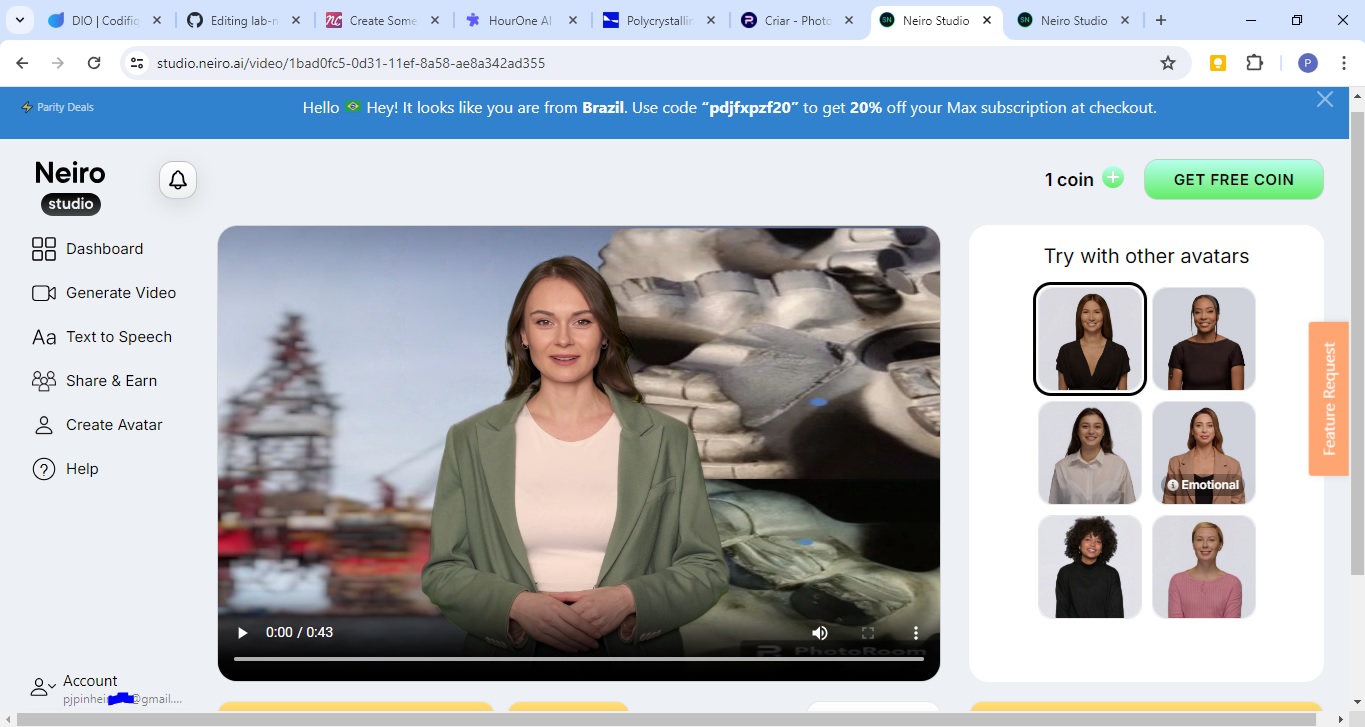 DIO | Codific
Editing lab-n
Create Some
HourOne AI
Polycrystallin
Criar - Photo
Neiro Studio
Neiro Studio
studio.neiro.ai/video/1bad0fc5-0d31-11ef-8a58-ae8a342ad355
P
Parity Deals
Hello 🇧🇷 Hey! It looks like you are from Brazil. Use code “pdjfxpzf20” to get 20% off your Max subscription at checkout.
Neiro
studio
1 coin
GET FREE COIN
Dashboard
Generate Video
Aa Text to Speech
Share & Earn
Create Avatar
Help
Try with other avatars
Emotional
Feature Request
0:00 / 0:43
PhotoRoom
Account
@gmail....